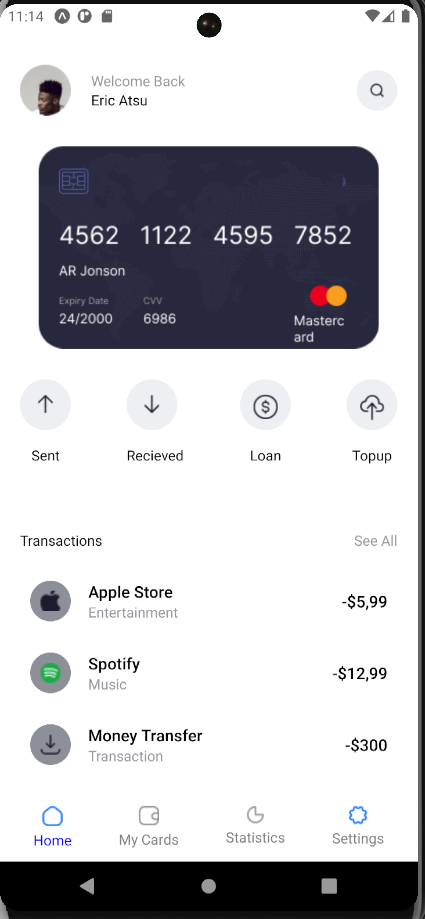 11:14
Welcome Back
Eric Atsu
4562 1122 4595 7852
AR Jonson
Expiry Date CVV
24/2000 6986
Masterc
ard
Sent Recieved Loan Topup
Transactions See All
Apple Store
Entertainment
-$5,99
Spotify
Music
-$12,99
Money Transfer
Transaction
-$300
Home My Cards Statistics Settings